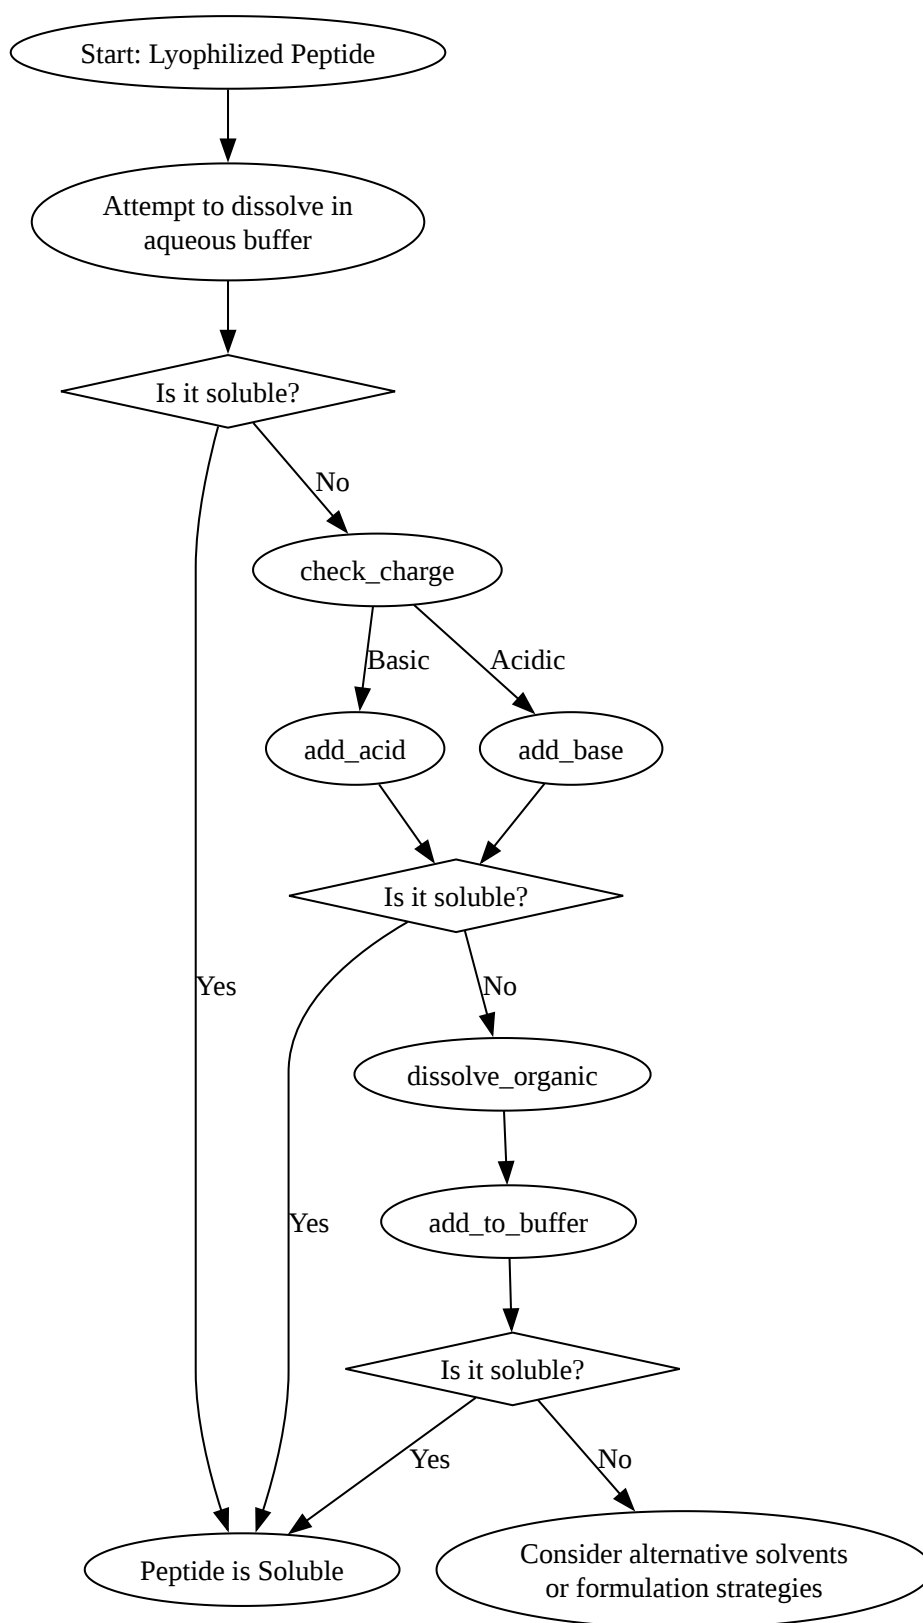 Start: Lyophilized Peptide
Attempt to dissolve in
aqueous buffer
Is it soluble?
No
check_charge
Basic
Acidic
add_acid
add_base
Is it soluble?
Yes
No
dissolve_organic
Yes
add_to_buffer
Is it soluble?
Yes
No
Peptide is Soluble
Consider alternative solvents
or formulation strategies